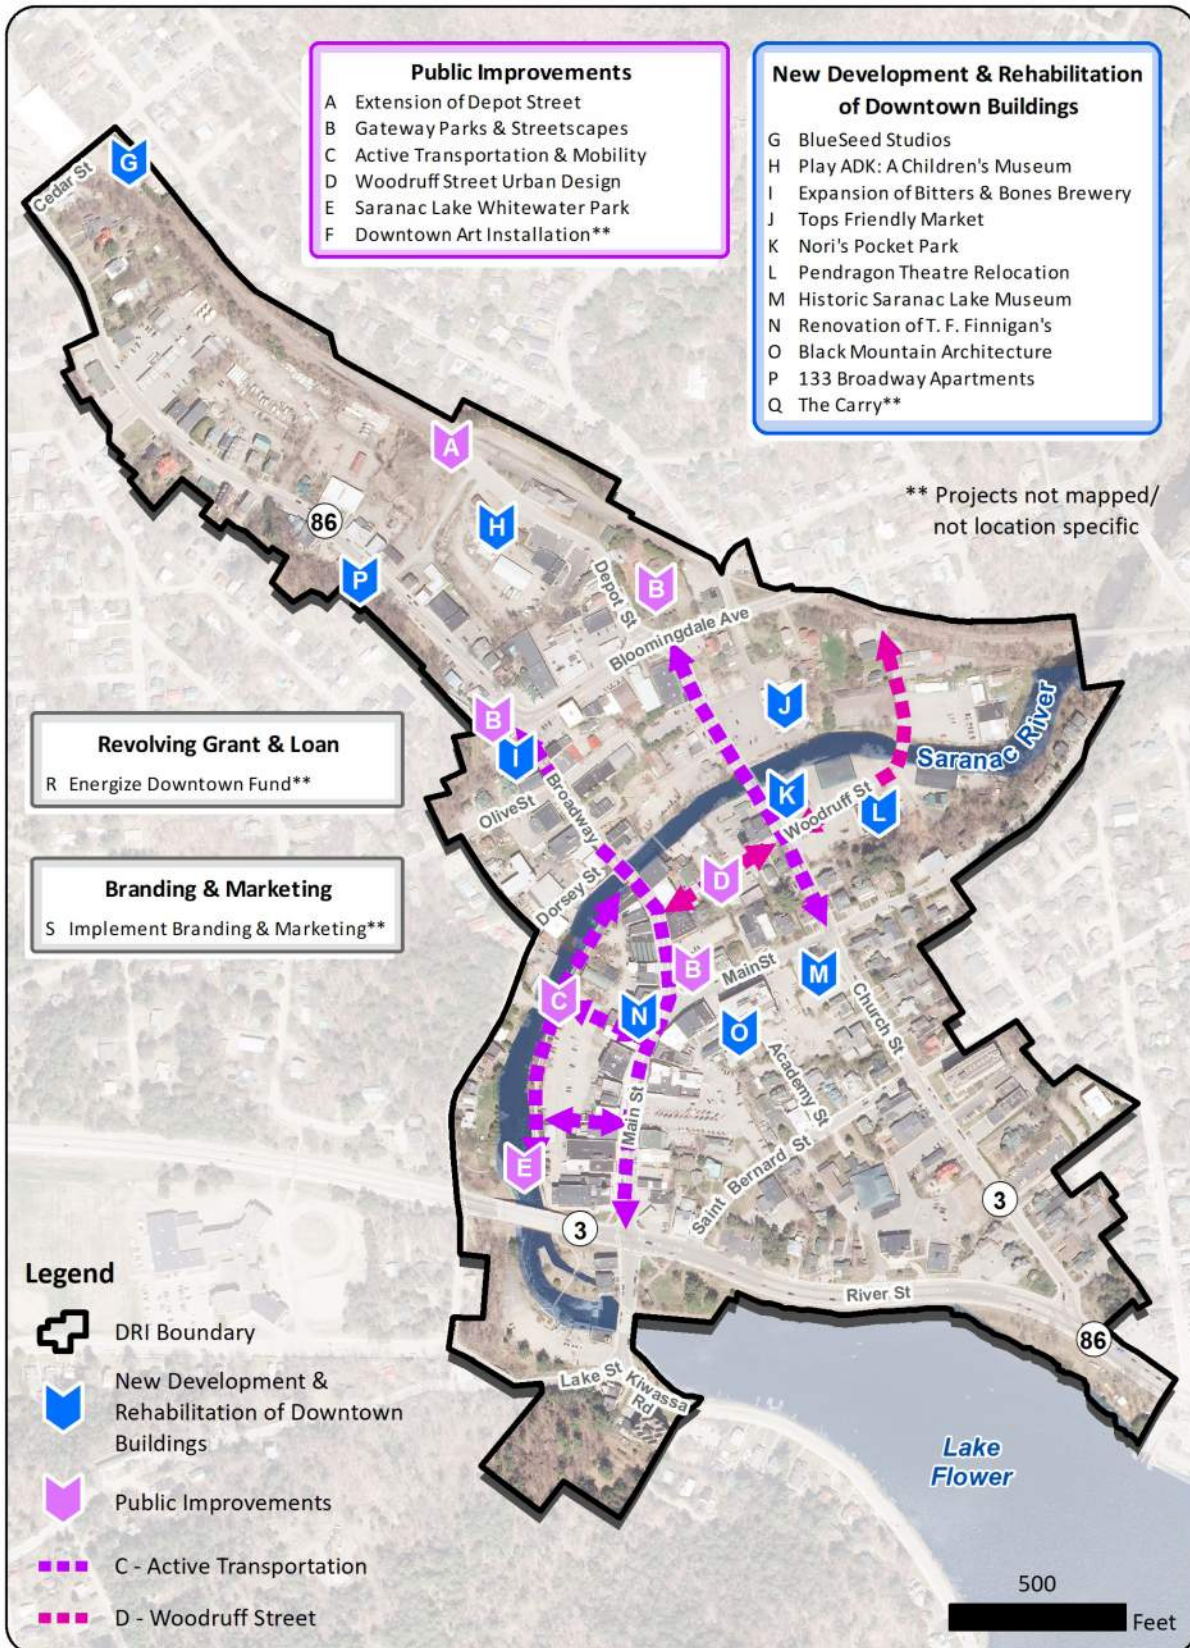 Public Improvements
A Extension of Depot Street
B Gateway Parks & Streetscapes
C Active Transportation & Mobility
D Woodruff Street Urban Design
E Saranac Lake Whitewater Park
F Downtown Art Installation**
New Development & Rehabilitation
of Downtown Buildings
G BlueSeed Studios
H Play ADK: A Children's Museum
I Expansion of Bitters & Bones Brewery
J Tops Friendly Market
K Nori's Pocket Park
L Pendragon Theatre Relocation
M Historic Saranac Lake Museum
N Renovation of T. F. Finnigan's
O Black Mountain Architecture
P 133 Broadway Apartments
Q The Carry**
** Projects not mapped/
not location specific
G
Cedar St
A
86
H
P
Depot St
B
Bloomingdale Ave
B
I
J
Saranac River
Olive St
Broadway
K
Woodruff St
L
Dorsey St
D
B
Main St
M
C
N
O
Church St
Academy St
Main St
E
Saint Bernard St
3
3
River St
86
Lake St
Kiwassa
Rd
Lake
Flower
Revolving Grant & Loan
R Energize Downtown Fund**
Branding & Marketing
S Implement Branding & Marketing**
Legend
DRI Boundary
New Development &
Rehabilitation of Downtown
Buildings
Public Improvements
C - Active Transportation
D - Woodruff Street
500
Feet